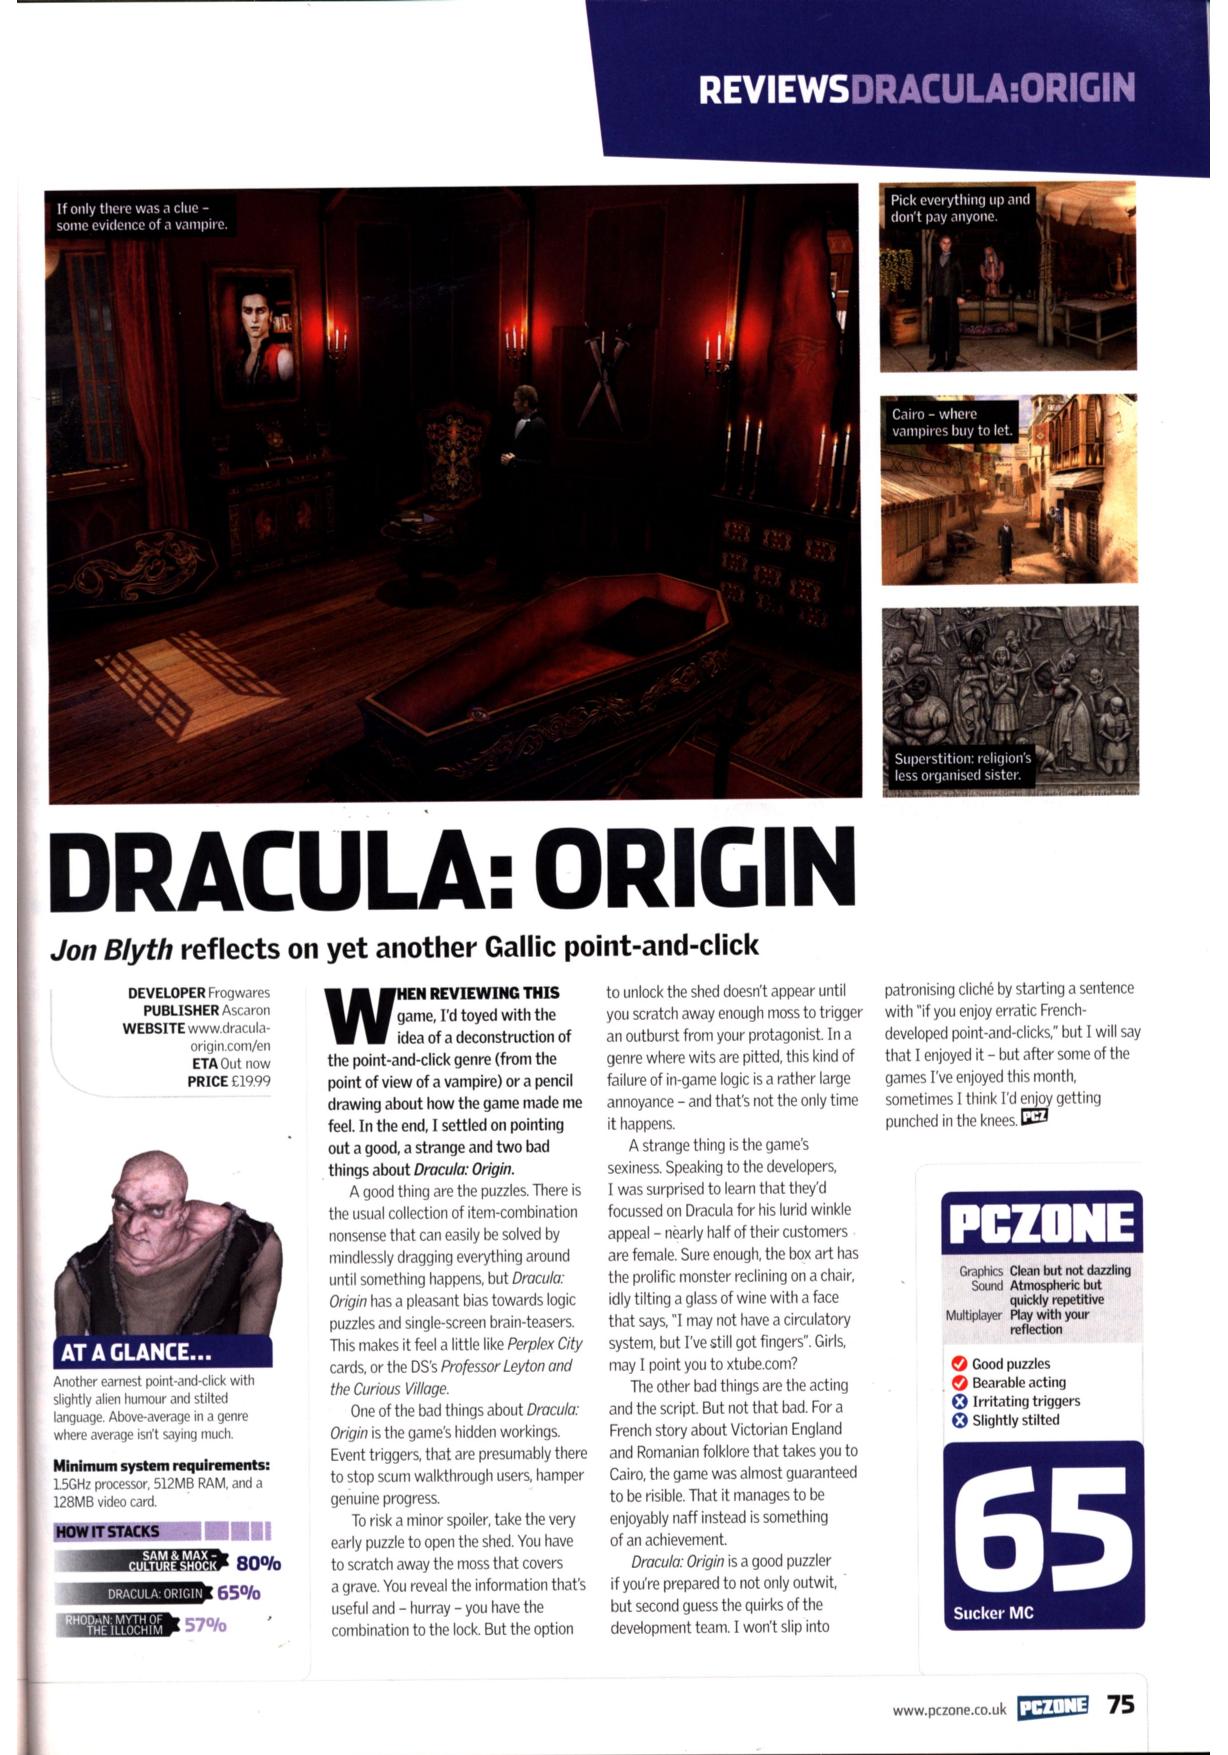 REVIEWS DRACULA:ORIGIN
If only there was a clue –
some evidence of a vampire.
Pick everything up and
don't pay anyone.
Cairo – where
vampires buy to let.
Superstition: religion's
less organised sister.
DRACULA: ORIGIN
Jon Blyth reflects on yet another Gallic point-and-click
DEVELOPER Frogwares
PUBLISHER Ascaron
WEBSITE www.dracula-
origin.com/en
ETA Out now
PRICE £19.99
AT A GLANCE...
Another earnest point-and-click with
slightly alien humour and stilted
language. Above-average in a genre
where average isn't saying much.
Minimum system requirements:
1.5GHz processor, 512MB RAM, and a
128MB video card.
HOW IT STACKS
SAM & MAX –
CULTURE SHOCK 80%
DRACULA: ORIGIN 65%
RHODAN: MYTH OF
THE ILLOCHIM 57%
WHEN REVIEWING THIS
game, I'd toyed with the
idea of a deconstruction of
the point-and-click genre (from the
point of view of a vampire) or a pencil
drawing about how the game made me
feel. In the end, I settled on pointing
out a good, a strange and two bad
things about Dracula: Origin.
A good thing are the puzzles. There is
the usual collection of item-combination
nonsense that can easily be solved by
mindlessly dragging everything around
until something happens, but Dracula:
Origin has a pleasant bias towards logic
puzzles and single-screen brain-teasers.
This makes it feel a little like Perplex City
cards, or the DS's Professor Leyton and
the Curious Village.
One of the bad things about Dracula:
Origin is the game's hidden workings.
Event triggers, that are presumably there
to stop scum walkthrough users, hamper
genuine progress.
To risk a minor spoiler, take the very
early puzzle to open the shed. You have
to scratch away the moss that covers
a grave. You reveal the information that's
useful and – hurray – you have the
combination to the lock. But the option
to unlock the shed doesn't appear until
you scratch away enough moss to trigger
an outburst from your protagonist. In a
genre where wits are pitted, this kind of
failure of in-game logic is a rather large
annoyance – and that's not the only time
it happens.
A strange thing is the game's
sexiness. Speaking to the developers,
I was surprised to learn that they'd
focussed on Dracula for his lurid winkle
appeal – nearly half of their customers
are female. Sure enough, the box art has
the prolific monster reclining on a chair,
idly tilting a glass of wine with a face
that says, "I may not have a circulatory
system, but I've still got fingers". Girls,
may I point you to xtube.com?
The other bad things are the acting
and the script. But not that bad. For a
French story about Victorian England
and Romanian folklore that takes you to
Cairo, the game was almost guaranteed
to be risible. That it manages to be
enjoyably naff instead is something
of an achievement.
Dracula: Origin is a good puzzler
if you're prepared to not only outwit,
but second guess the quirks of the
development team. I won't slip into
patronising cliché by starting a sentence
with "if you enjoy erratic French-
developed point-and-clicks," but I will say
that I enjoyed it – but after some of the
games I've enjoyed this month,
sometimes I think I'd enjoy getting
punched in the knees. PCZ
PCZONE
Graphics Clean but not dazzling
Sound Atmospheric but
quickly repetitive
Multiplayer Play with your
reflection
Good puzzles
Bearable acting
Irritating triggers
Slightly stilted
65
Sucker MC
www.pczone.co.uk PCZONE 75